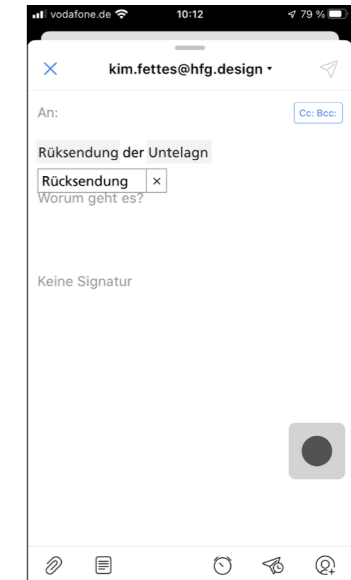 vodafone.de 10:12 79 %
kim.fettes@hfg.design
An: Cc: Bcc:
Rüksendung der Untelagn
Rücksendung ×
Worum geht es?
Keine Signatur